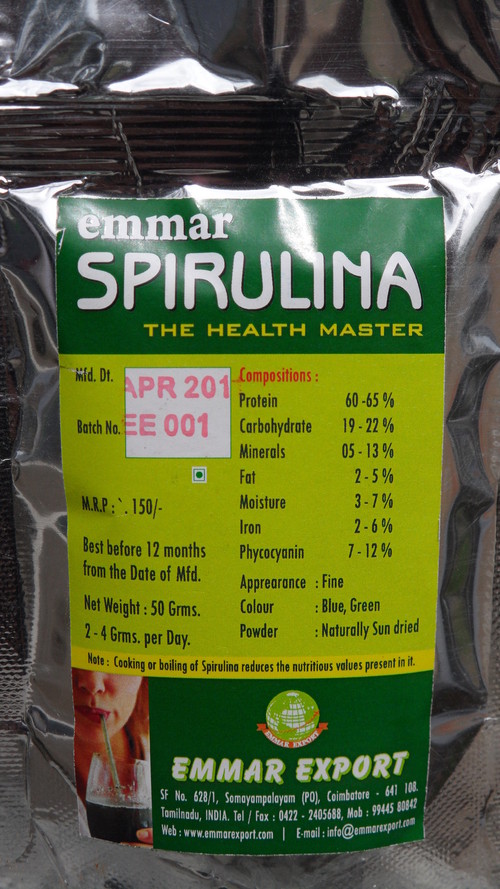 emmar
SPIRULINA
THE HEALTH MASTER
Mfd. Dt. APR 201
Batch No. EE 001
M.R.P : `. 150/-
Best before 12 months
from the Date of Mfd.
Net Weight : 50 Grms.
2 - 4 Grms. per Day.
Compositions :
Protein 60 -65 %
Carbohydrate 19 - 22 %
Minerals 05 - 13 %
Fat 2 - 5 %
Moisture 3 - 7 %
Iron 2 - 6 %
Phycocyanin 7 - 12 %
Apprearance : Fine
Colour : Blue, Green
Powder : Naturally Sun dried
Note : Cooking or boiling of Spirulina reduces the nutritious values present in it.
EMMAR EXPORT
EMMAR EXPORT
SF No. 628/1, Somayampalayam (PO), Coimbatore - 641 108.
Tamilnadu, INDIA. Tel / Fax : 0422 - 2405688, Mob : 99445 80842
Web : www.emmarexport.com | E-mail : info@emmarexport.com